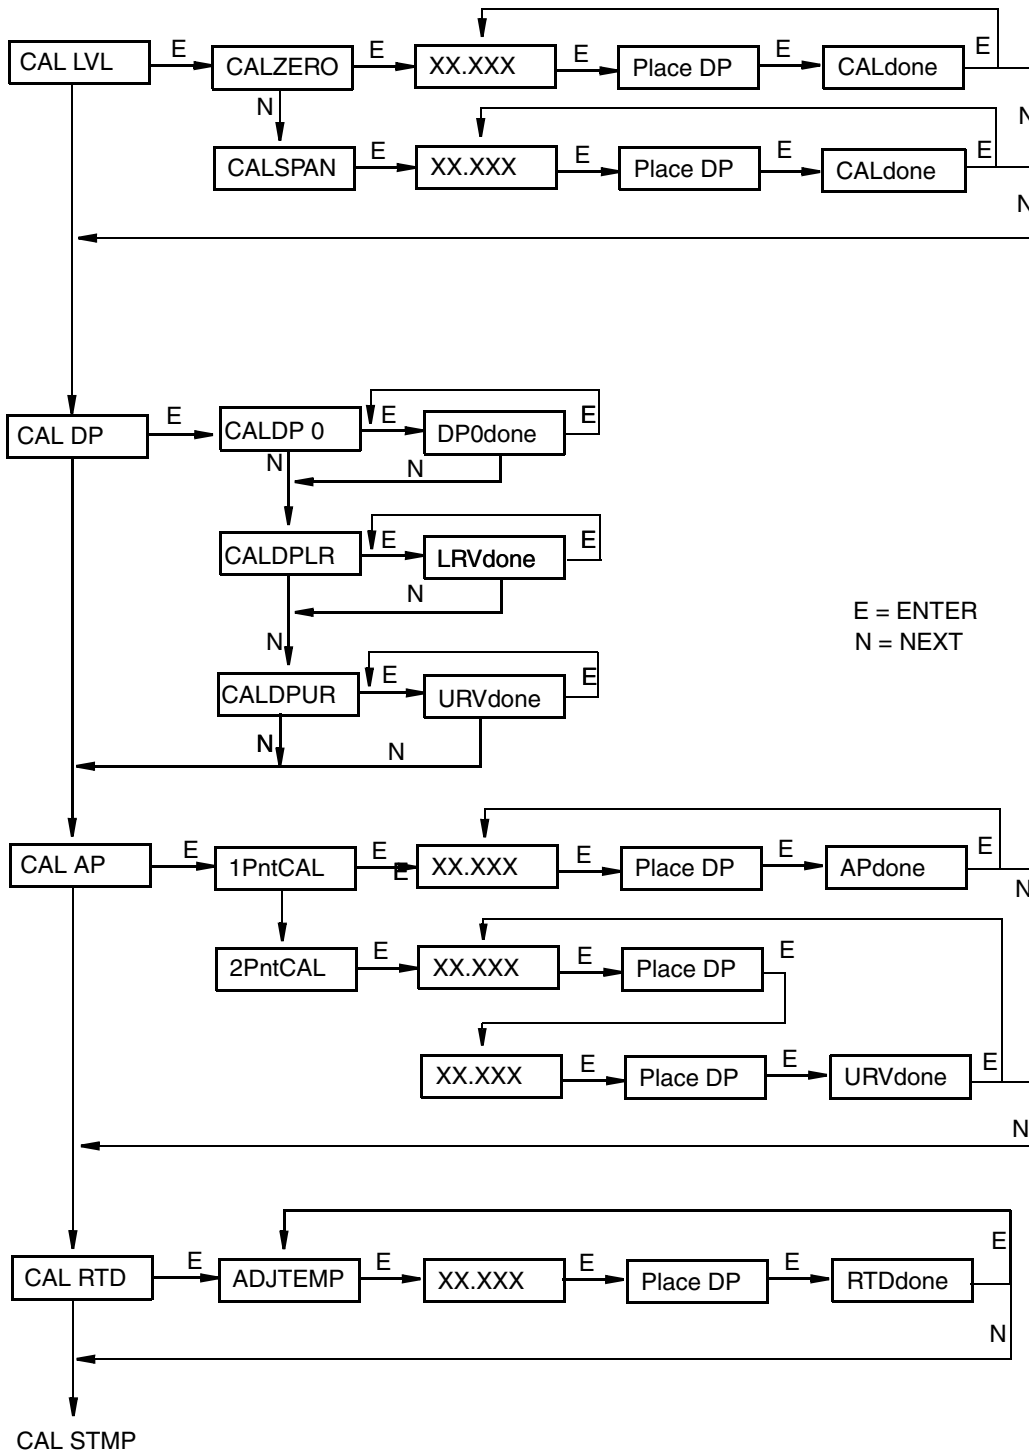 CAL LVL E CALZERO E XX.XXX E Place DP E CALdone E
N N
CALSPAN E XX.XXX E Place DP E CALdone E
N
CAL DP E CALDP 0 E DP0done E
N N
CALDPLR E LRVdone E
N
N
CALDPUR E URVdone E
N N
E = ENTER
N = NEXT
CAL AP E 1PntCAL E E XX.XXX E Place DP E APdone E
N
2PntCAL E XX.XXX E Place DP E
XX.XXX E Place DP E URVdone E
N
CAL RTD E ADJTEMP E XX.XXX E Place DP E RTDdone E
N
CAL STMP